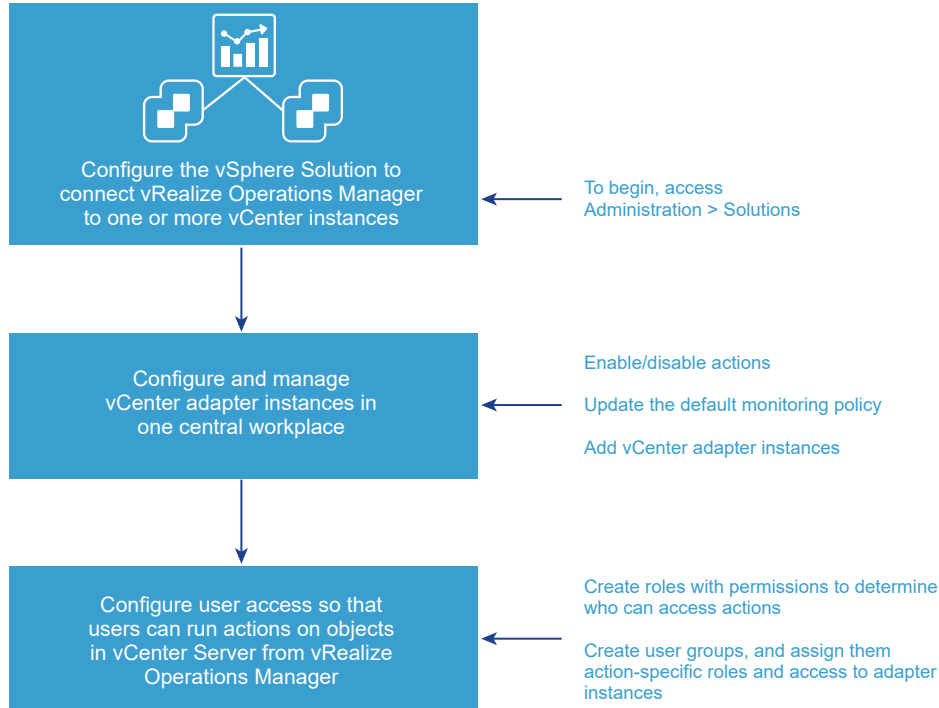 Configure the vSphere Solution to
connect vRealize Operations Manager
to one or more vCenter instances
To begin, access
Administration > Solutions
Configure and manage
vCenter adapter instances in
one central workplace
Enable/disable actions
Update the default monitoring policy
Add vCenter adapter instances
Configure user access so that
users can run actions on objects
in vCenter Server from vRealize
Operations Manager
Create roles with permissions to determine
who can access actions
Create user groups, and assign them
action-specific roles and access to adapter
instances